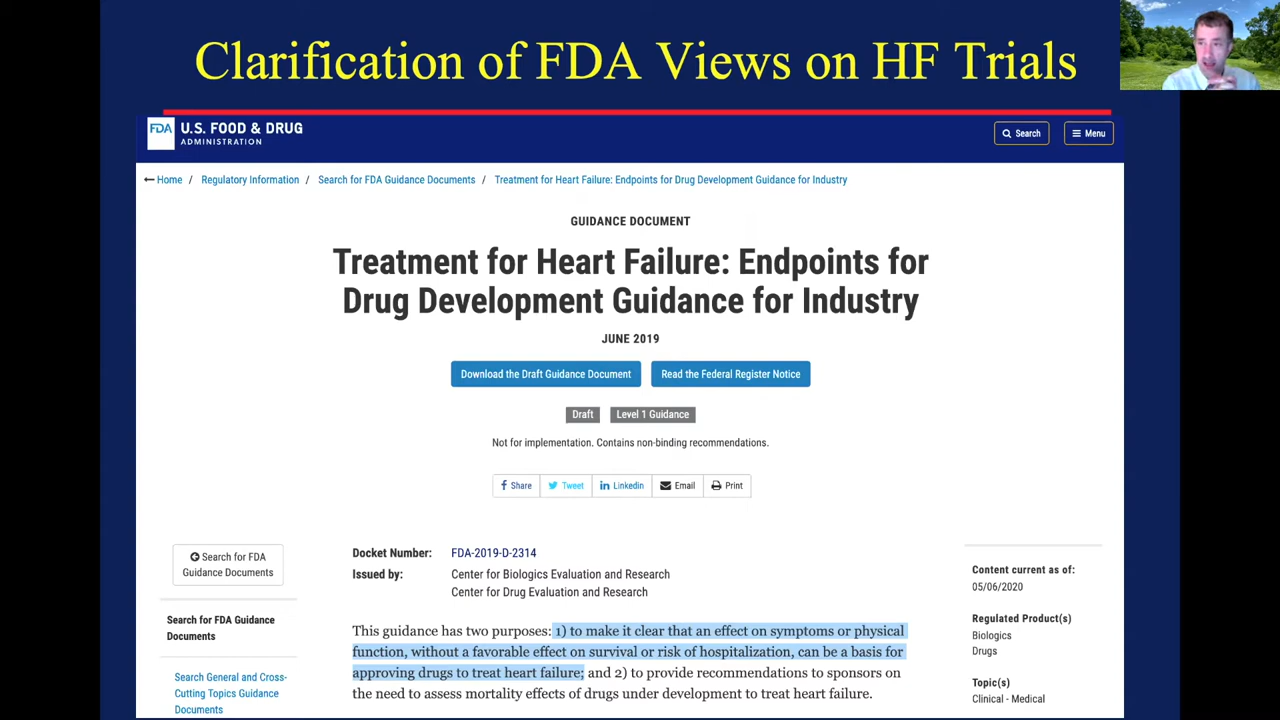 Clarification of FDA Views on HF Trials
FDA U.S. FOOD & DRUG
ADMINISTRATION
Search
Menu
Home / Regulatory Information / Search for FDA Guidance Documents / Treatment for Heart Failure: Endpoints for Drug Development Guidance for Industry
GUIDANCE DOCUMENT
Treatment for Heart Failure: Endpoints for
Drug Development Guidance for Industry
JUNE 2019
Download the Draft Guidance Document
Read the Federal Register Notice
Draft
Level 1 Guidance
Not for implementation. Contains non-binding recommendations.
Share
Tweet
Linkedin
Email
Print
Search for FDA
Guidance Documents
Search for FDA Guidance
Documents
Search General and Cross-
Cutting Topics Guidance
Documents
Docket Number: FDA-2019-D-2314
Issued by: Center for Biologics Evaluation and Research
Center for Drug Evaluation and Research
This guidance has two purposes: 1) to make it clear that an effect on symptoms or physical
function, without a favorable effect on survival or risk of hospitalization, can be a basis for
approving drugs to treat heart failure; and 2) to provide recommendations to sponsors on
the need to assess mortality effects of drugs under development to treat heart failure.
Content current as of:
05/06/2020
Regulated Product(s)
Biologics
Drugs
Topic(s)
Clinical - Medical